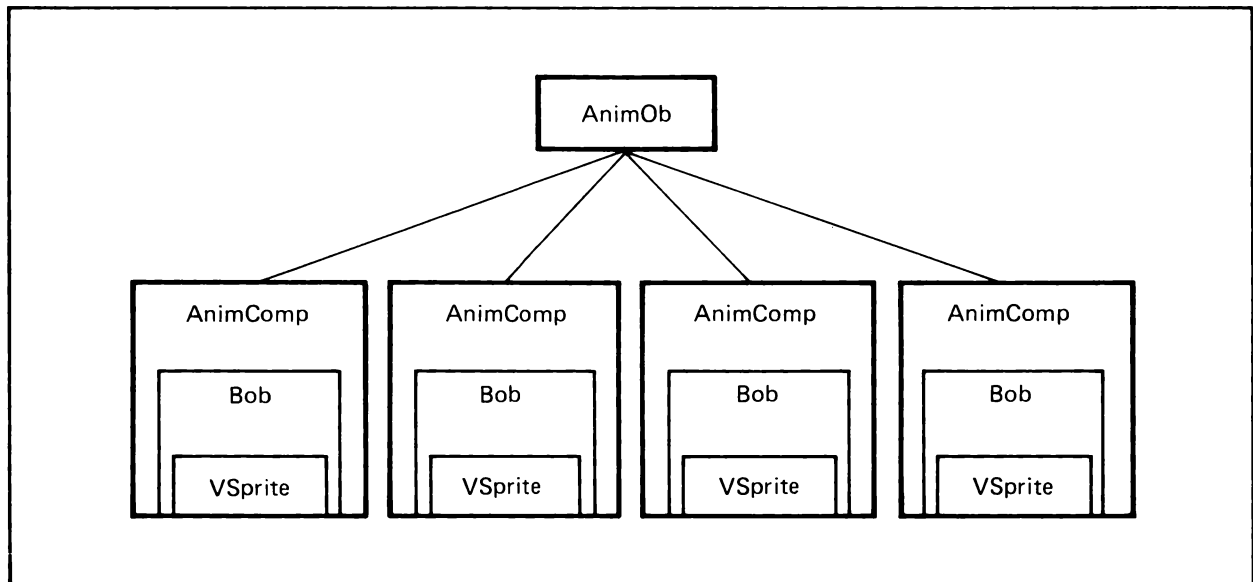 AnimOb
AnimComp AnimComp AnimComp AnimComp
Bob Bob Bob Bob
VSprite VSprite VSprite VSprite